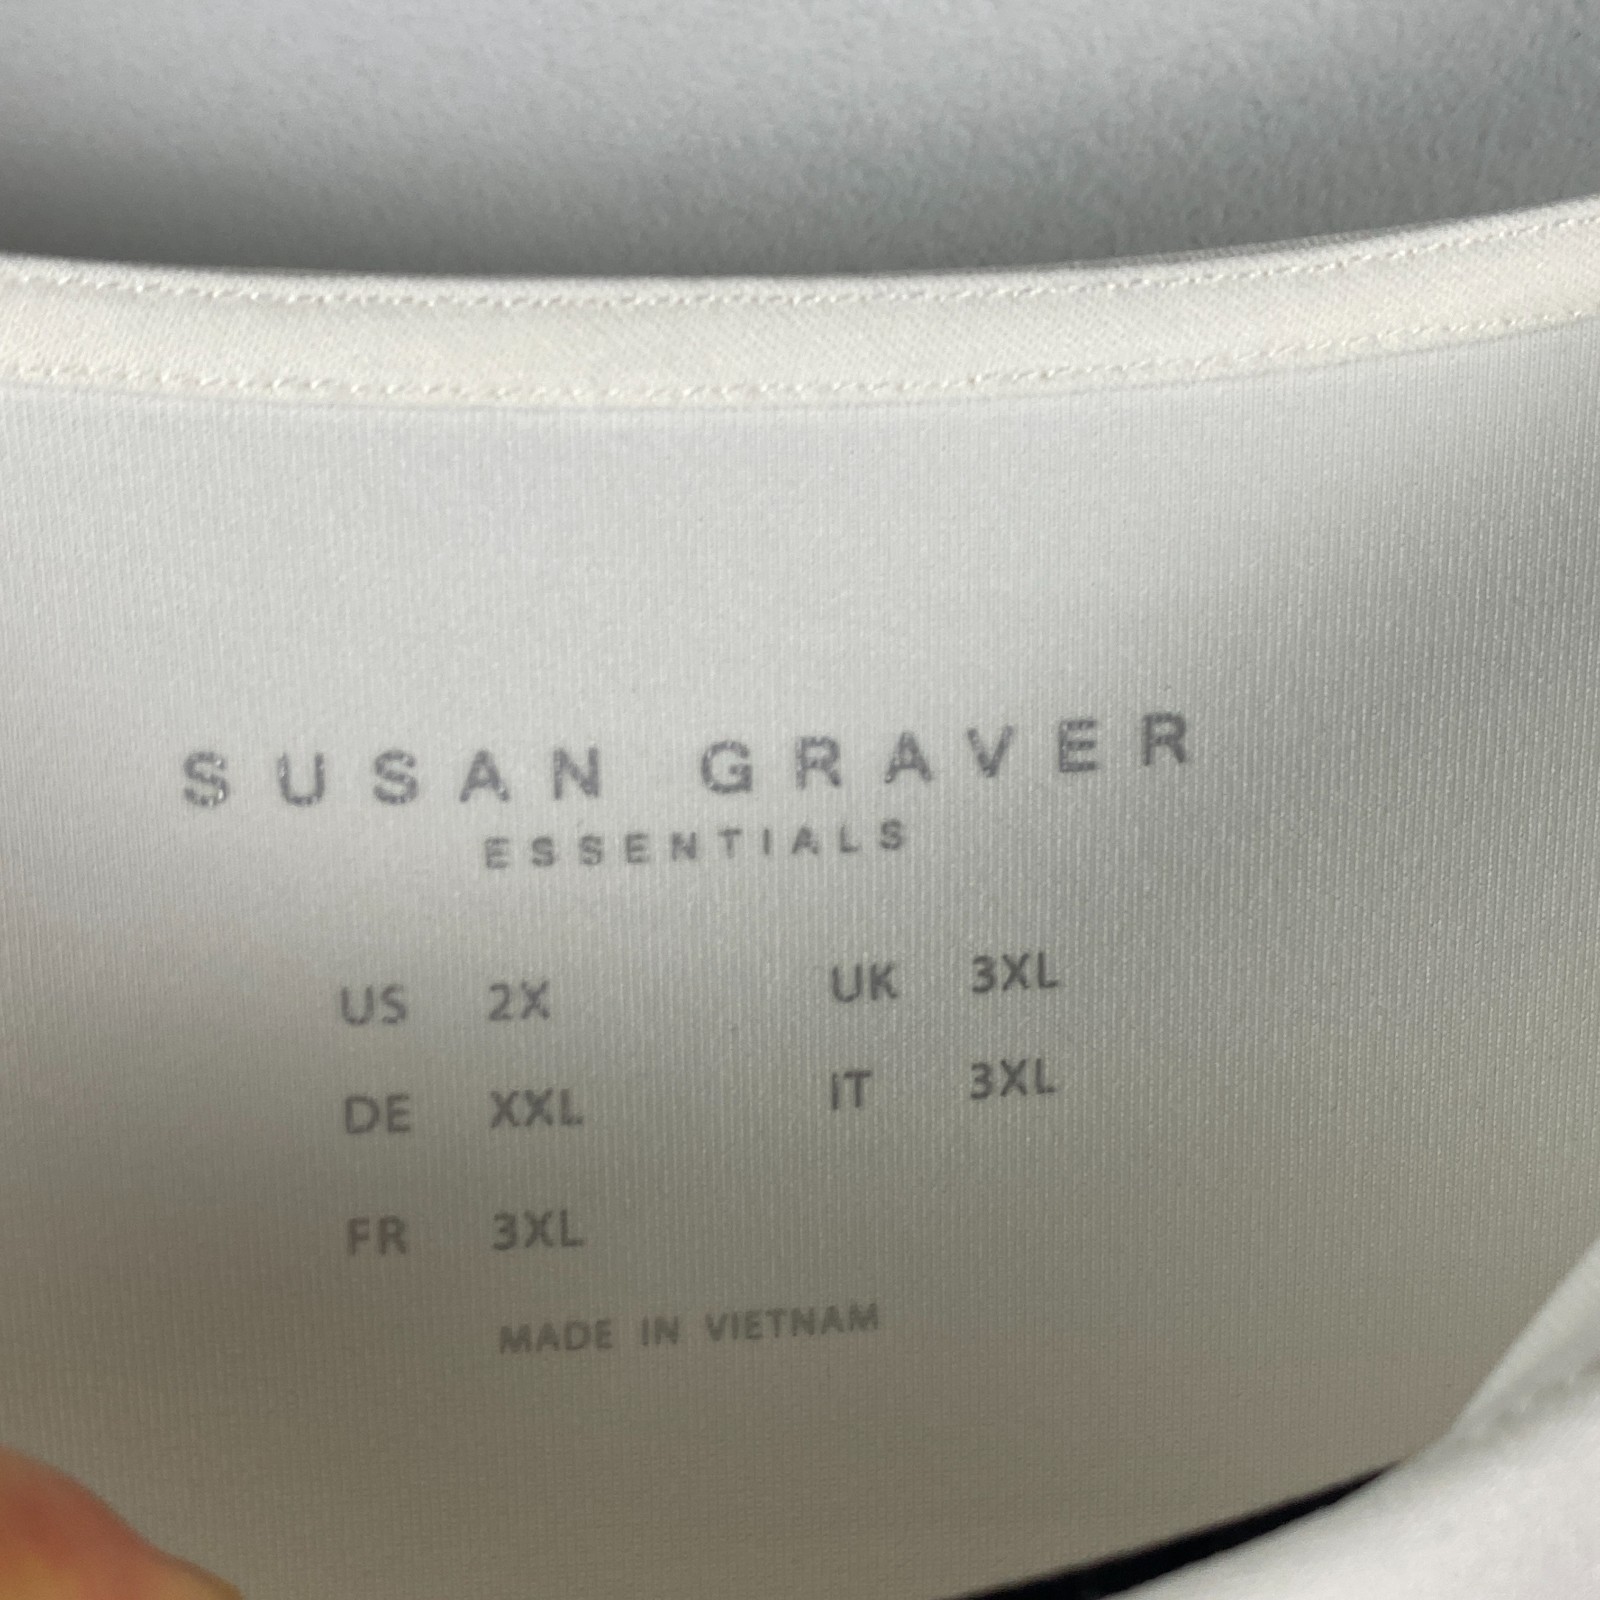 SUSAN GRAVER
ESSENTIALS
US 2X UK 3XL
DE XXL IT 3XL
FR 3XL
MADE IN VIETNAM